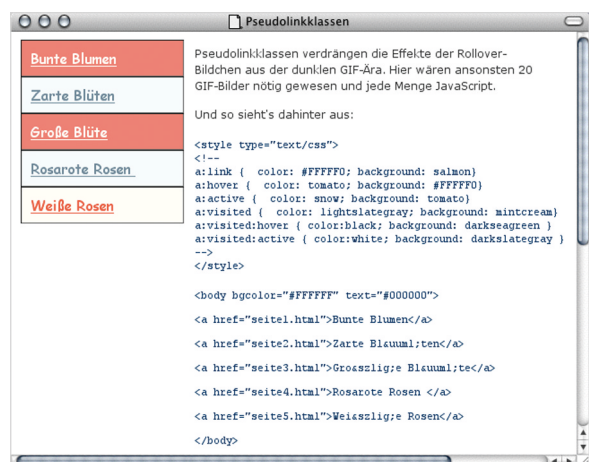 Pseudolinkklassen
Bunte Blumen
Zarte Blüten
Große Blüte
Rosarote Rosen
Weiße Rosen
Pseudolinkklassen verdrängen die Effekte der Rollover-
Bildchen aus der dunklen GIF-Ära. Hier wären ansonsten 20
GIF-Bilder nötig gewesen und jede Menge JavaScript.
Und so sieht's dahinter aus:
<style type="text/css">
<!--
a:link {  color: #FFFFF0; background: salmon}
a:hover { color: tomato; background: #FFFFF0}
a:active { color: snow; background: tomato}
a:visited {  color: lightslategray; background: mintcream}
a:visited:hover { color:black; background: darkseagreen }
a:visited:active { color:white; background: darkslategray }
-->
</style>
<body bgcolor="#FFFFFF" text="#000000">
<a href="seite1.html">Bunte Blumen</a>
<a href="seite2.html">Zarte Bl&uuml;ten</a>
<a href="seite3.html">Gro&szlig;e Bl&uuml;te</a>
<a href="seite4.html">Rosarote Rosen </a>
<a href="seite5.html">Wei&szlig;e Rosen</a>
</body>